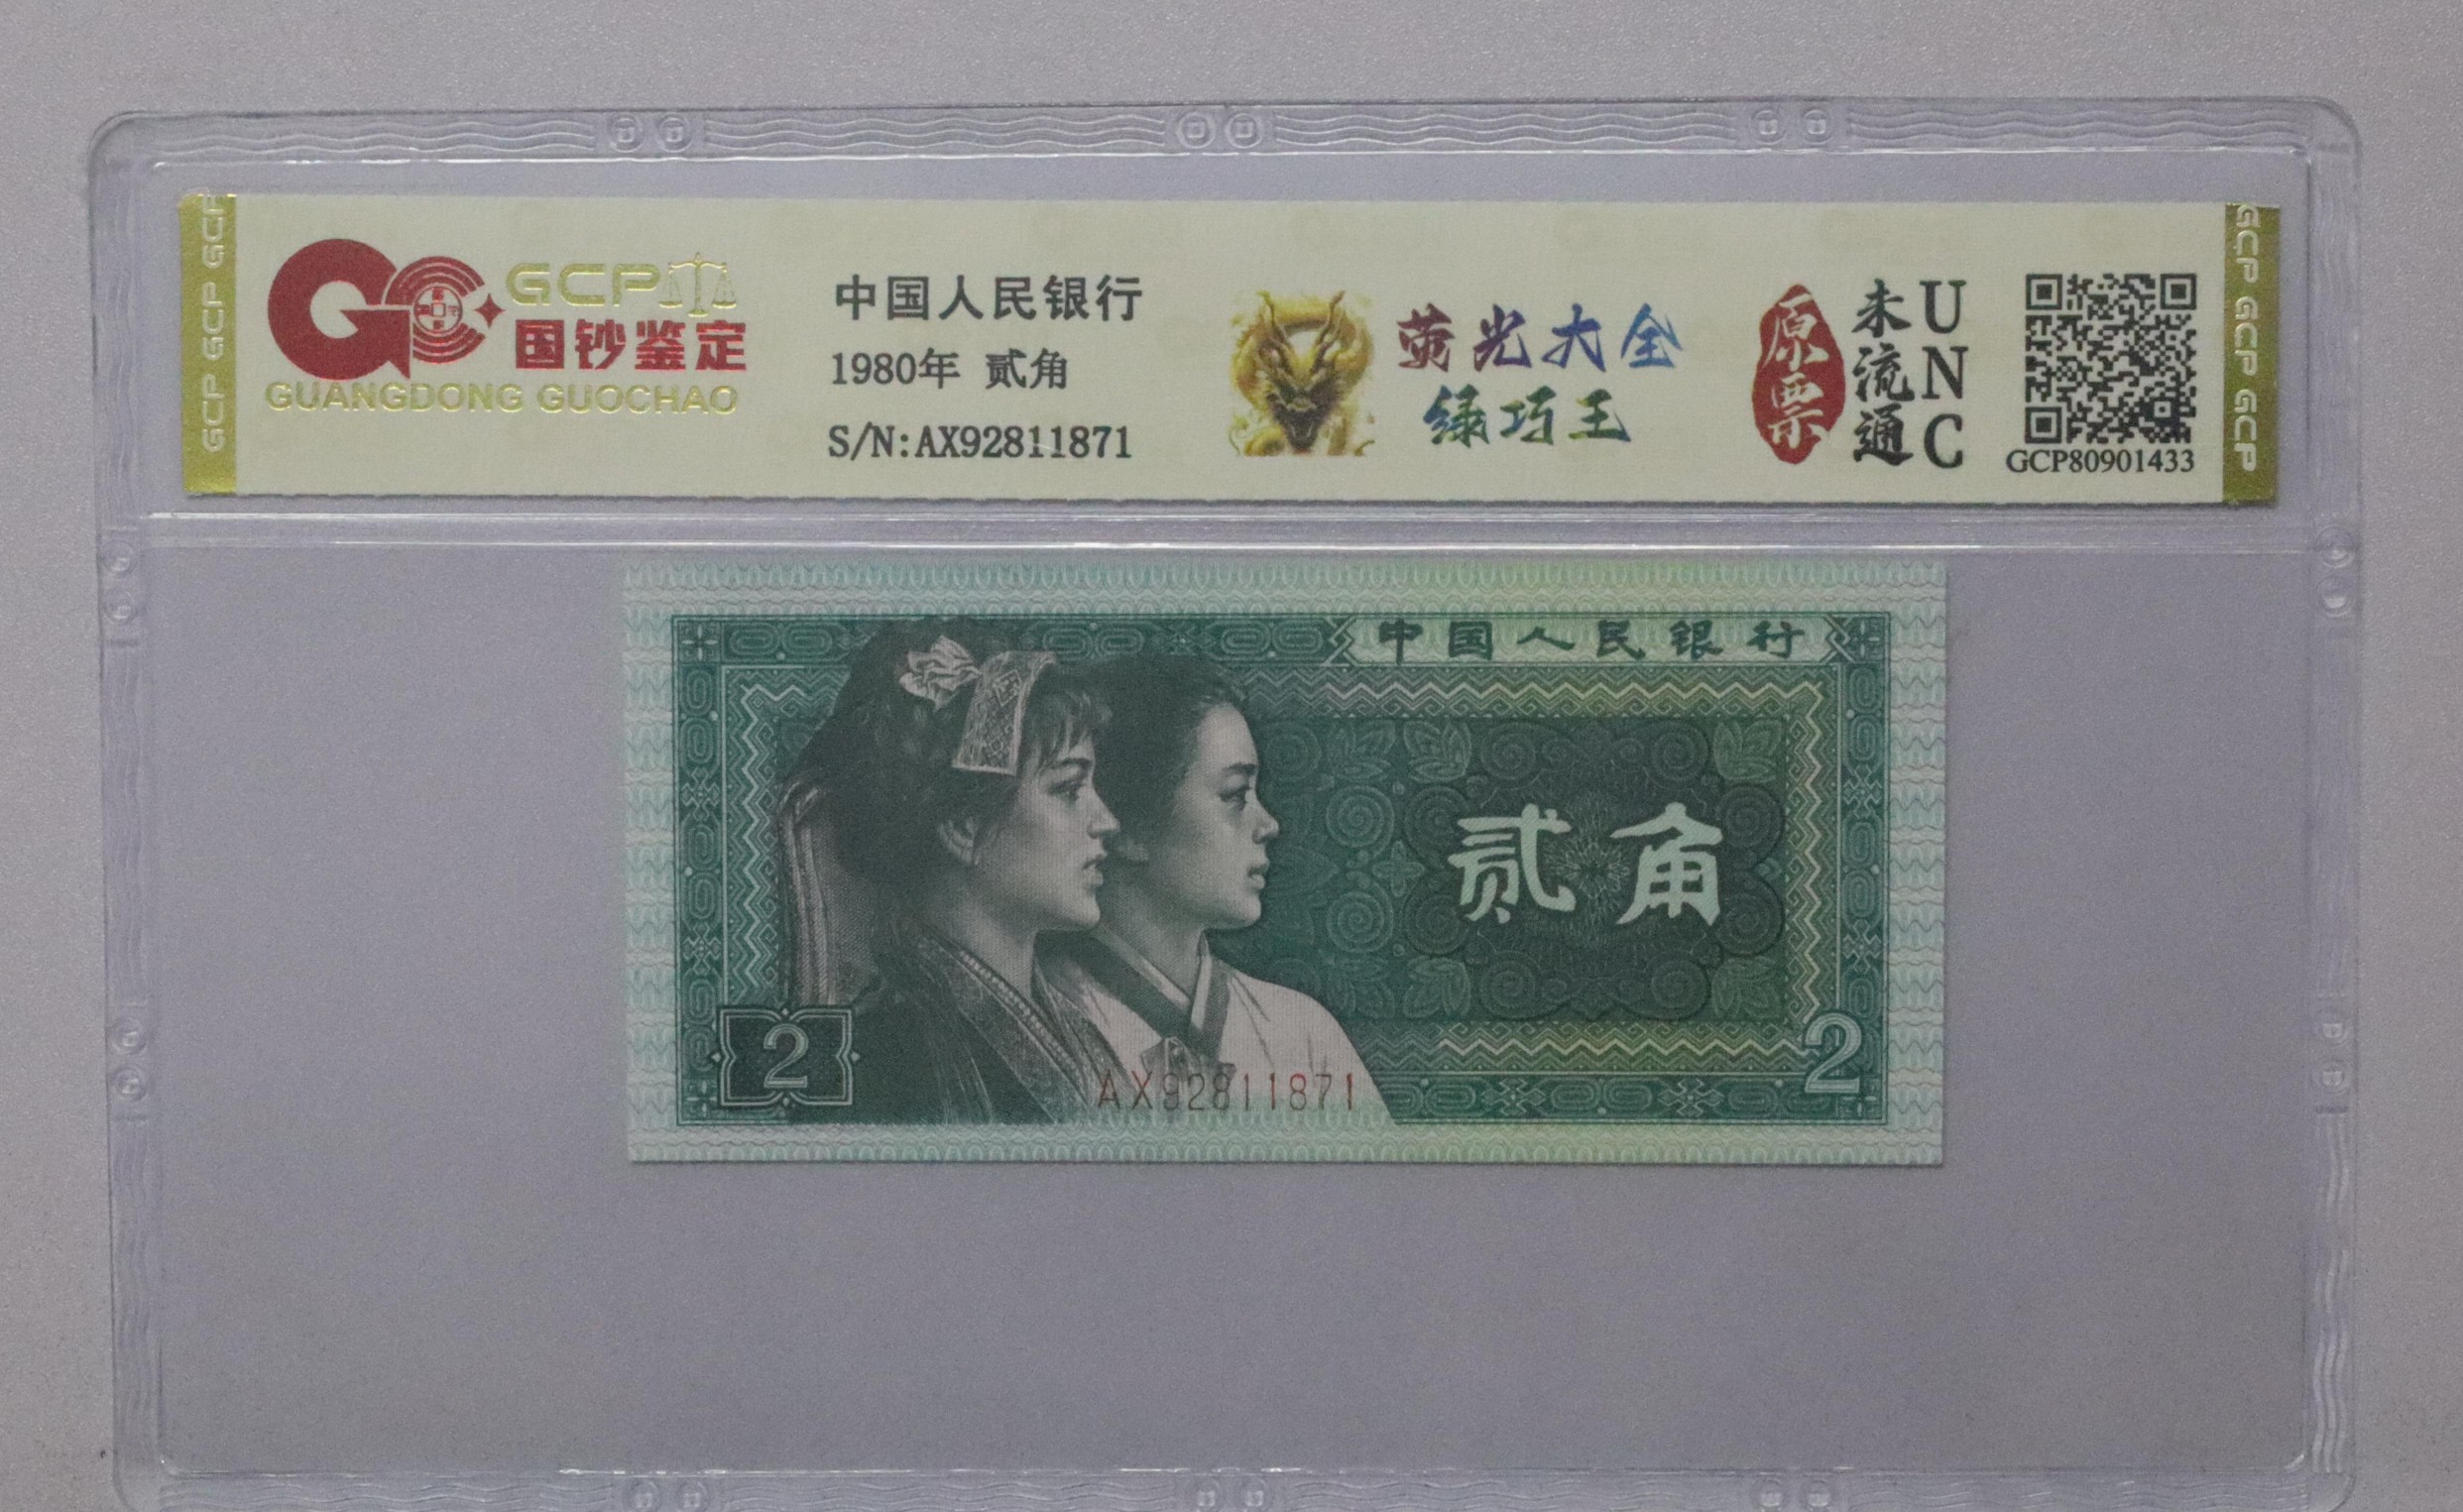 GCP GCP GCP
GCP
国钞鉴定
GUANGDONG GUOCHAO
中国人民银行
1980年 贰角
S/N:AX92811871
荧光大全
绿巧王
原票
未流通
UNC
GCP80901433
GCP GCP GCP
中国人民银行
贰角
2
2
AX92811871